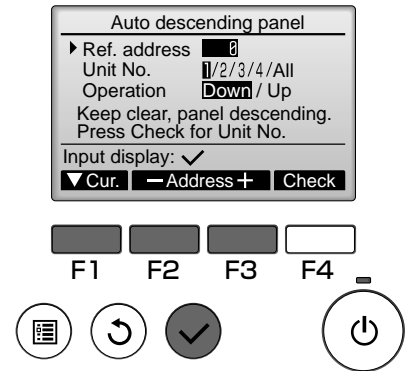 Auto descending panel
Ref. address 0
Unit No. 1/2/3/4/All
Operation Down / Up
Keep clear, panel descending.
Press Check for Unit No.
Input display: ✓
▼Cur. −Address+ Check
F1 F2 F3 F4